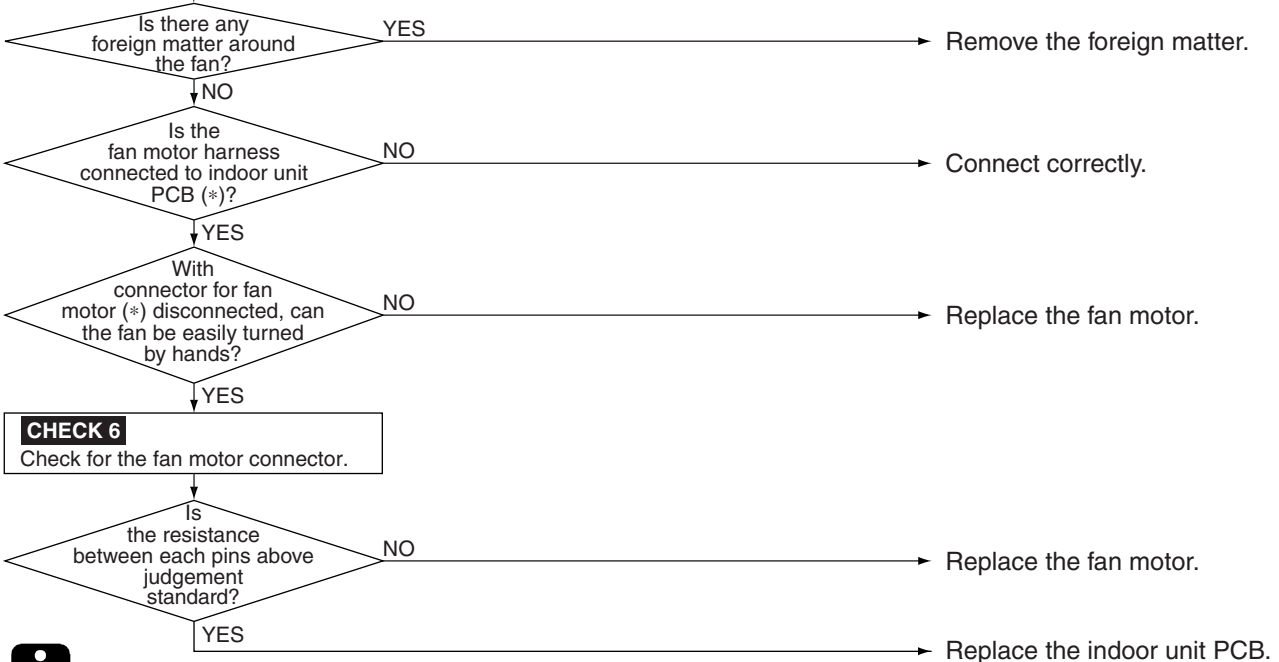 Is there any
foreign matter around
the fan?
YES
Remove the foreign matter.
NO
Is the
fan motor harness
connected to indoor unit
PCB (*)?
NO
Connect correctly.
YES
With
connector for fan
motor (*) disconnected, can
the fan be easily turned
by hands?
NO
Replace the fan motor.
YES
CHECK 6
Check for the fan motor connector.
Is
the resistance
between each pins above
judgement
standard?
NO
Replace the fan motor.
YES
Replace the indoor unit PCB.